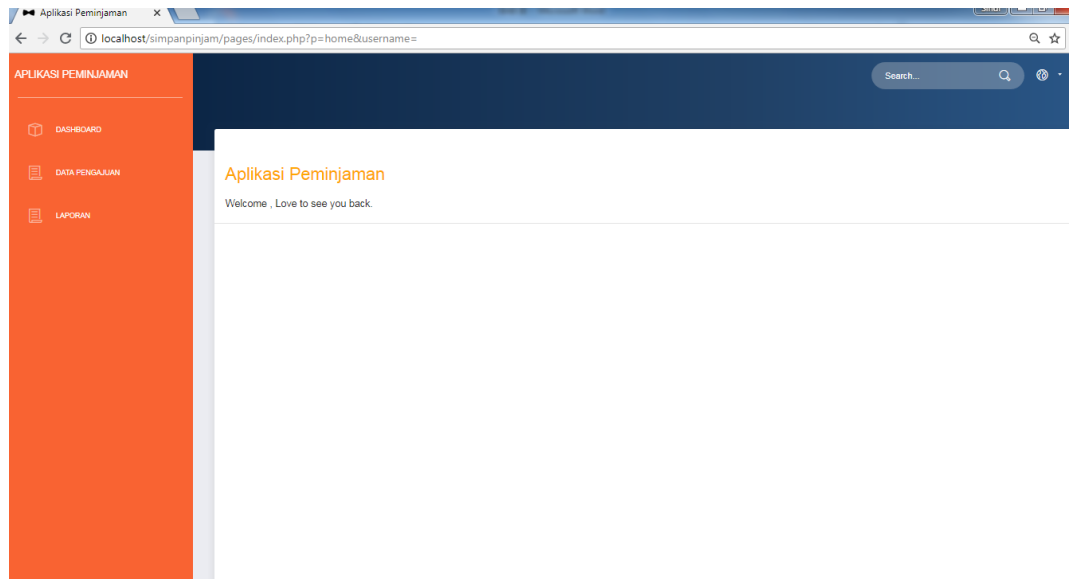 Aplikasi Peminjaman
localhost/simpanpinjam/pages/index.php?p=home&username=
APLIKASI PEMINJAMAN
Search...
DASHBOARD
DATA PENGAJUAN
LAPORAN
Aplikasi Peminjaman
Welcome , Love to see you back.